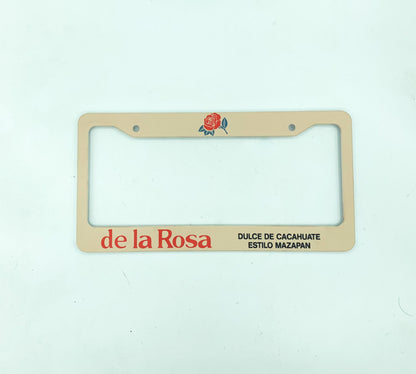 de la Rosa
DULCE DE CACAHUATE
ESTILO MAZAPAN